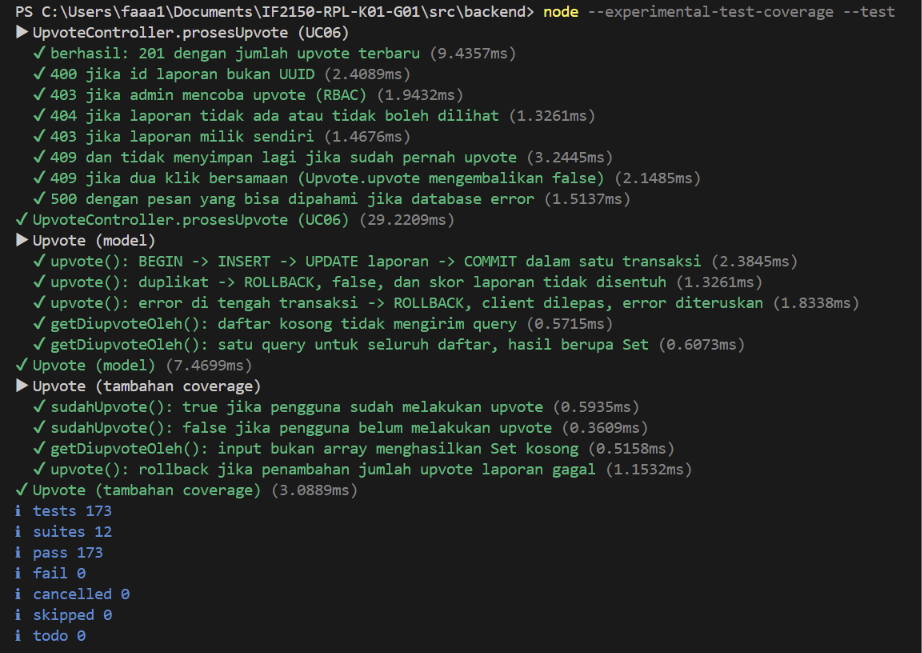 PS C:\Users\faaa1\Documents\IF2150-RPL-K01-G01\src\backend> node --experimental-test-coverage --test
▶ UpvoteController.prosesUpvote (UC06)
✓ berhasil: 201 dengan jumlah upvote terbaru (9.4357ms)
✓ 400 jika id laporan bukan UUID (2.4089ms)
✓ 403 jika admin mencoba upvote (RBAC) (1.9432ms)
✓ 404 jika laporan tidak ada atau tidak boleh dilihat (1.3261ms)
✓ 403 jika laporan milik sendiri (1.4676ms)
✓ 409 dan tidak menyimpan lagi jika sudah pernah upvote (3.2445ms)
✓ 409 jika dua klik bersamaan (Upvote.upvote mengembalikan false) (2.1485ms)
✓ 500 dengan pesan yang bisa dipahami jika database error (1.5137ms)
✓ UpvoteController.prosesUpvote (UC06) (29.2209ms)
▶ Upvote (model)
✓ upvote(): BEGIN -> INSERT -> UPDATE laporan -> COMMIT dalam satu transaksi (2.3845ms)
✓ upvote(): duplikat -> ROLLBACK, false, dan skor laporan tidak disentuh (1.3261ms)
✓ upvote(): error di tengah transaksi -> ROLLBACK, client dilepas, error diteruskan (1.8338ms)
✓ getDiupvoteOleh(): daftar kosong tidak mengirim query (0.5715ms)
✓ getDiupvoteOleh(): satu query untuk seluruh daftar, hasil berupa Set (0.6073ms)
✓ Upvote (model) (7.4699ms)
▶ Upvote (tambahan coverage)
✓ sudahUpvote(): true jika pengguna sudah melakukan upvote (0.5935ms)
✓ sudahUpvote(): false jika pengguna belum melakukan upvote (0.3609ms)
✓ getDiupvoteOleh(): input bukan array menghasilkan Set kosong (0.5158ms)
✓ upvote(): rollback jika penambahan jumlah upvote laporan gagal (1.1532ms)
✓ Upvote (tambahan coverage) (3.0889ms)
ℹ tests 173
ℹ suites 12
ℹ pass 173
ℹ fail 0
ℹ cancelled 0
ℹ skipped 0
ℹ todo 0